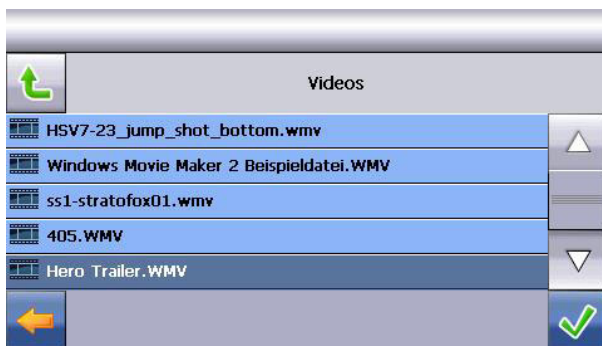 Videos
HSV7-23_jump_shot_bottom.wmv
Windows Movie Maker 2 Beispieldatei.WMV
ss1-stratofox01.wmv
405.WMV
Hero Trailer.WMV